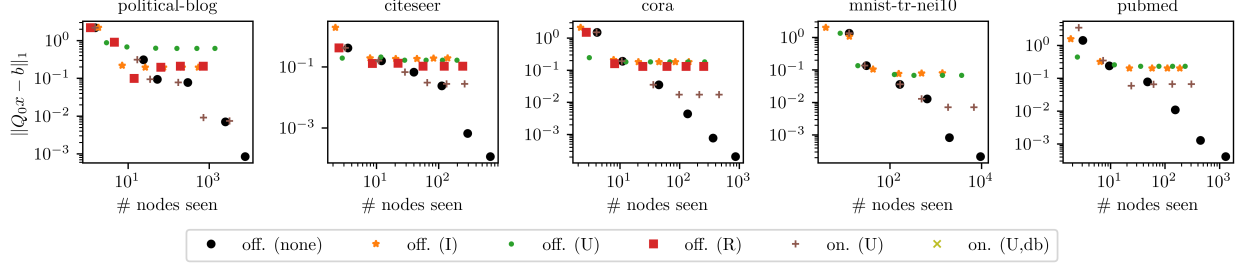 political-blog citeseer cora mnist-tr-nei10 pubmed
||Q₀x − b||₁
10⁰ 10⁻¹ 10⁻² 10⁻³
10⁻¹ 10⁻³
10⁰ 10⁻¹ 10⁻² 10⁻³
10⁰ 10⁻¹ 10⁻² 10⁻³
10⁰ 10⁻¹ 10⁻² 10⁻³
10¹ 10³ 10¹ 10² 10¹ 10² 10³ 10² 10⁴ 10¹ 10² 10³
# nodes seen # nodes seen # nodes seen # nodes seen # nodes seen
off. (none) off. (I) off. (U) off. (R) on. (U) on. (U,db)